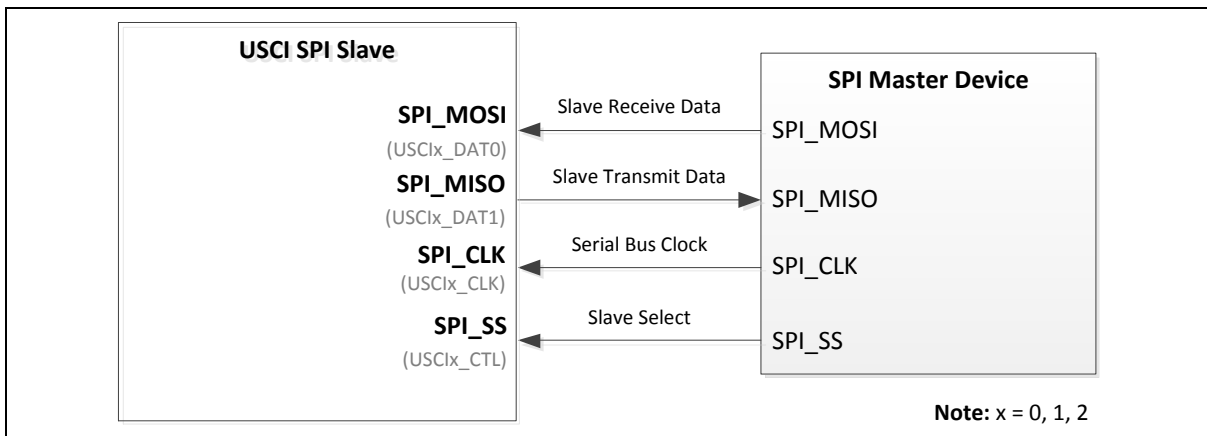 USCI SPI Slave
SPI_MOSI
(USCIx_DAT0)
SPI_MISO
(USCIx_DAT1)
SPI_CLK
(USCIx_CLK)
SPI_SS
(USCIx_CTL)
Slave Receive Data
Slave Transmit Data
Serial Bus Clock
Slave Select
SPI Master Device
SPI_MOSI
SPI_MISO
SPI_CLK
SPI_SS
Note: x = 0, 1, 2